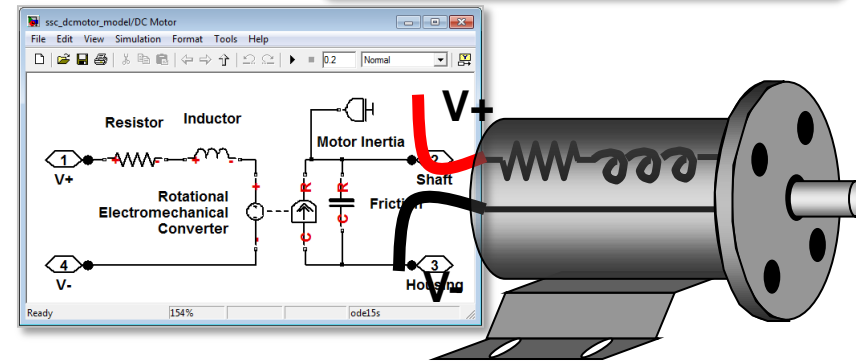 ssc_dcmotor_model/DC Motor
File Edit View Simulation Format Tools Help
0.2 Normal
Resistor Inductor
Motor Inertia
1
V+
+ - + -
V+
2
Shaft
Rotational
Electromechanical
Converter
+
-
R
C
R
C
Friction
4
V-
3
Housing
V-
Ready 154% ode15s